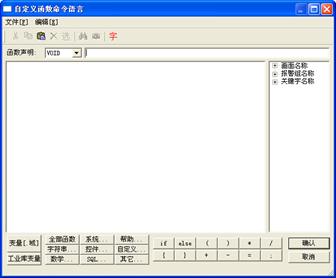 自定义函数命令语言
文件[F] 编辑[E]
选 字
函数声明: VOID
画面名称
报警组名称
关键字名称
变量[.域] 全部函数 系统... 帮助... if else ( ) * /
字符串... 控件... 自定义...
工业库变量 数学... SQL... 其它... { } + - = ;
确认
取消